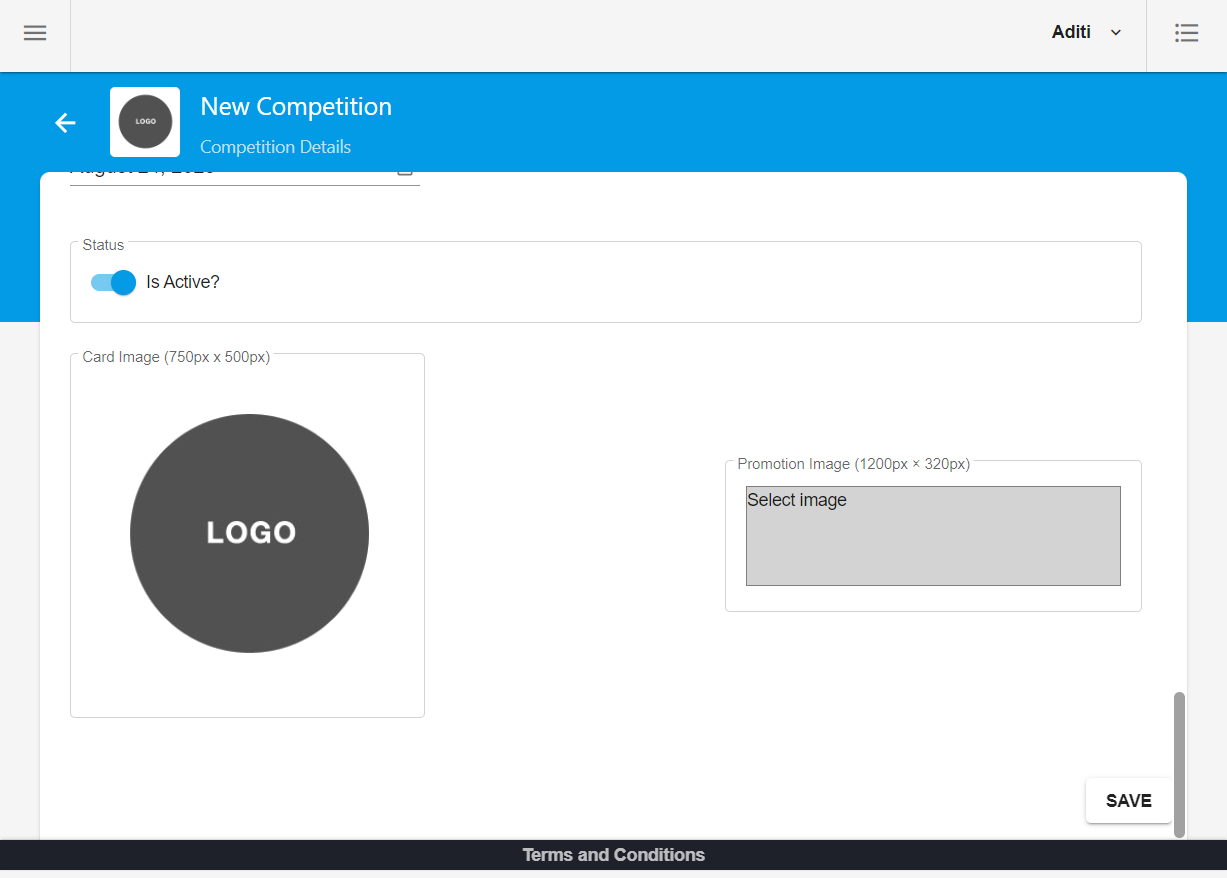 Aditi
LOGO
New Competition
Competition Details
Status
Is Active?
Card Image (750px x 500px)
LOGO
Promotion Image (1200px × 320px)
Select image
SAVE
Terms and Conditions